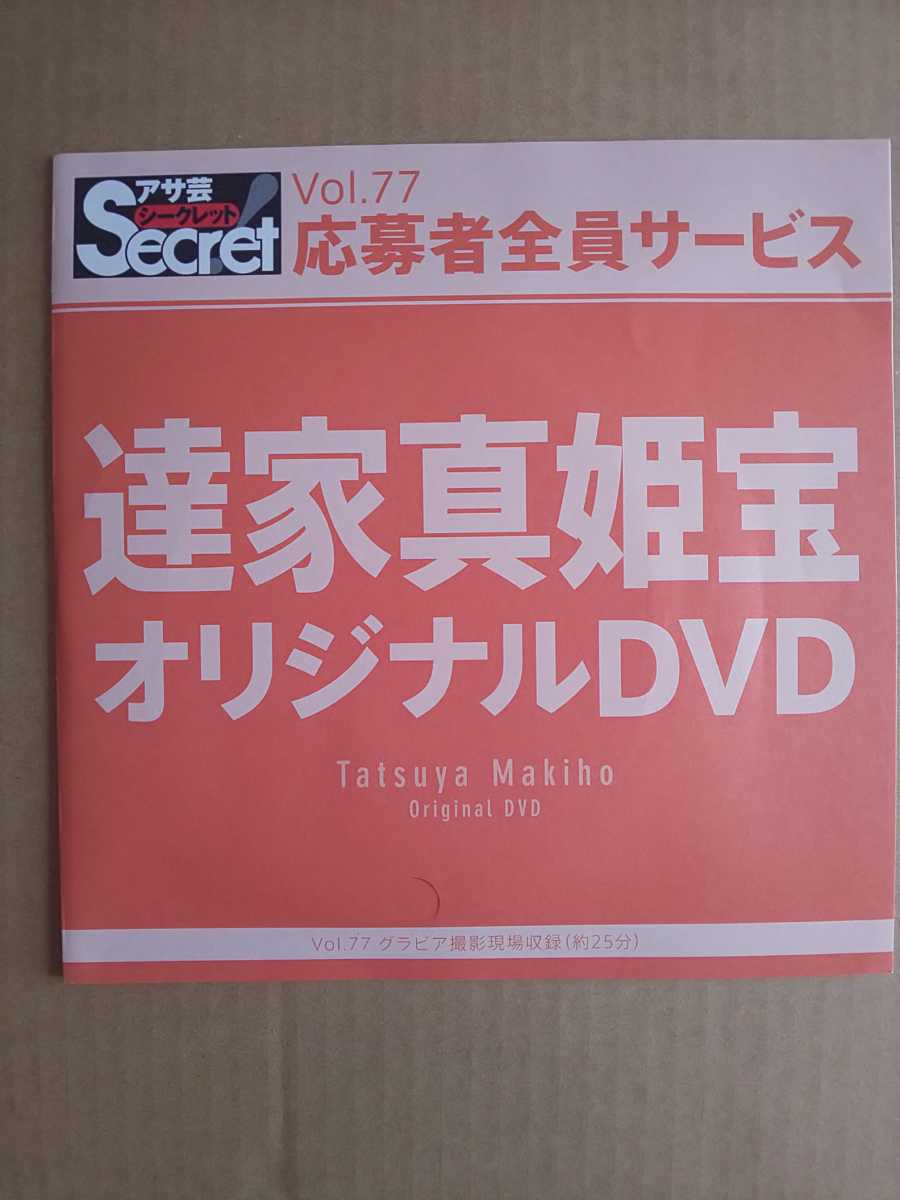 アサ芸
シークレット
Secret!
Vol.77
応募者全員サービス
達家真姫宝
オリジナルDVD
Tatsuya Makiho
Original DVD
Vol.77 グラビア撮影現場収録(約25分)